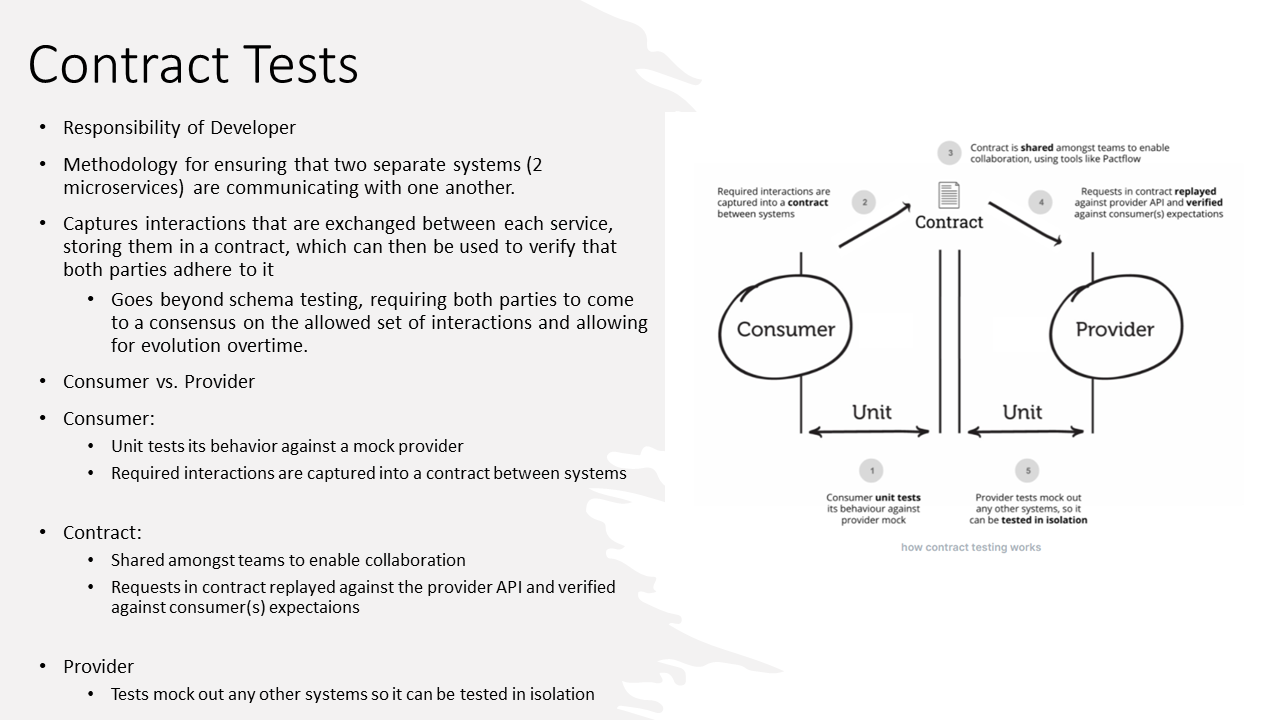 Contract Tests
• Responsibility of Developer
• Methodology for ensuring that two separate systems (2
microservices) are communicating with one another.
• Captures interactions that are exchanged between each service,
storing them in a contract, which can then be used to verify that
both parties adhere to it
• Goes beyond schema testing, requiring both parties to come
to a consensus on the allowed set of interactions and allowing
for evolution overtime.
• Consumer vs. Provider
• Consumer:
• Unit tests its behavior against a mock provider
• Required interactions are captured into a contract between systems
• Contract:
• Shared amongst teams to enable collaboration
• Requests in contract replayed against the provider API and verified
against consumer(s) expectaions
• Provider
• Tests mock out any other systems so it can be tested in isolation
3
Contract is shared amongst teams to enable
collaboration, using tools like Pactflow
Required interactions are
captured into a contract
between systems
2
Contract
4
Requests in contract replayed
against provider API and verified
against consumer(s) expectations
Consumer
Provider
Unit
Unit
1
Consumer unit tests
its behaviour against
provider mock
5
Provider tests mock out
any other systems, so it
can be tested in isolation
how contract testing works